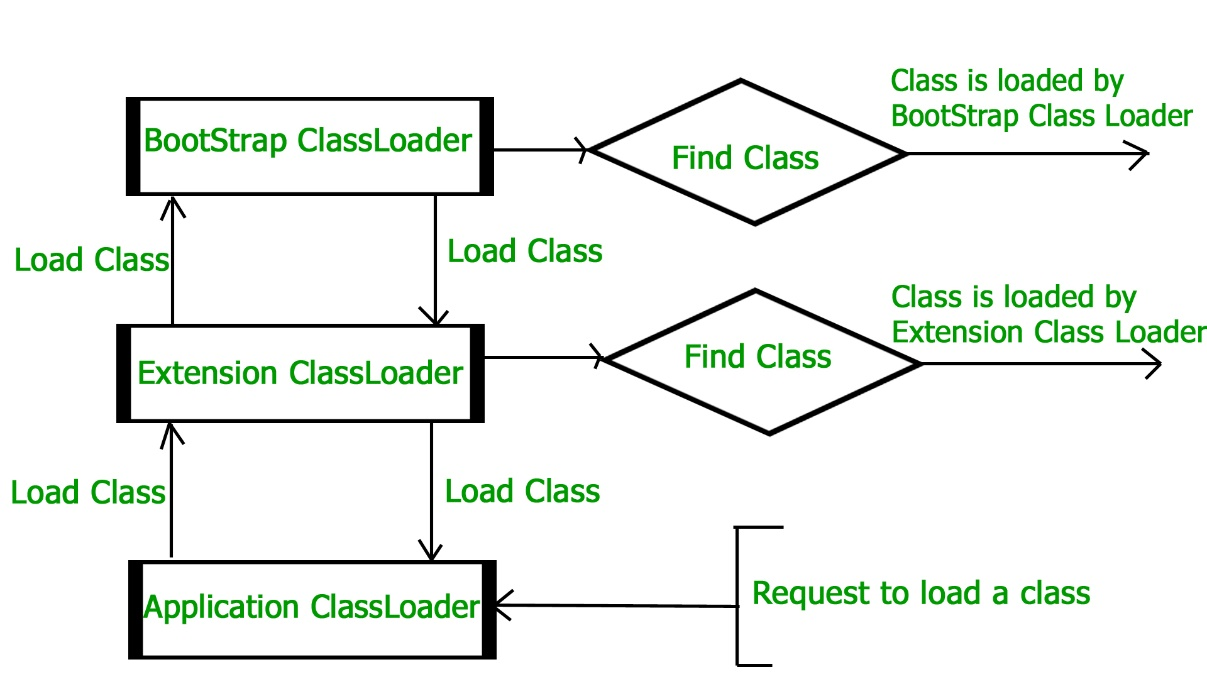 Class is loaded by
BootStrap Class Loader
BootStrap ClassLoader
Find Class
Load Class
Load Class
Class is loaded by
Extension Class Loader
Extension ClassLoader
Find Class
Load Class
Load Class
Application ClassLoader
Request to load a class